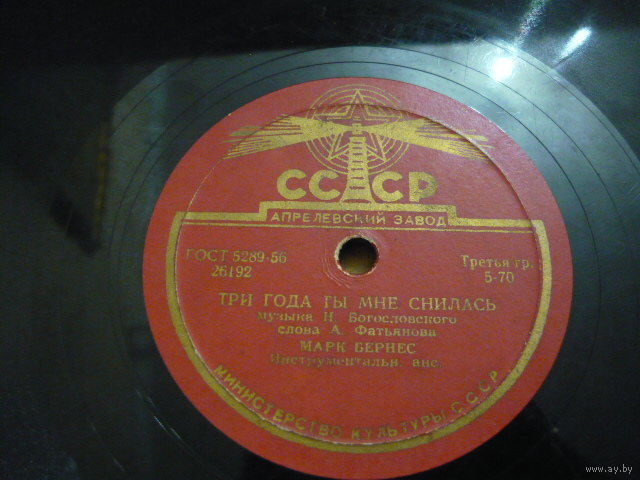 СССР
АПРЕЛЕВСКИЙ ЗАВОД
ГОСТ 5289-56
26192
Третья гр.
5-70
ТРИ ГОДА ТЫ МНЕ СНИЛАСЬ
музыка Н. Богословского
слова А. Фатьянова
МАРК БЕРНЕС
Инструментальн. анс.
МИНИСТЕРСТВО КУЛЬТУРЫ СССР
www.ay.by